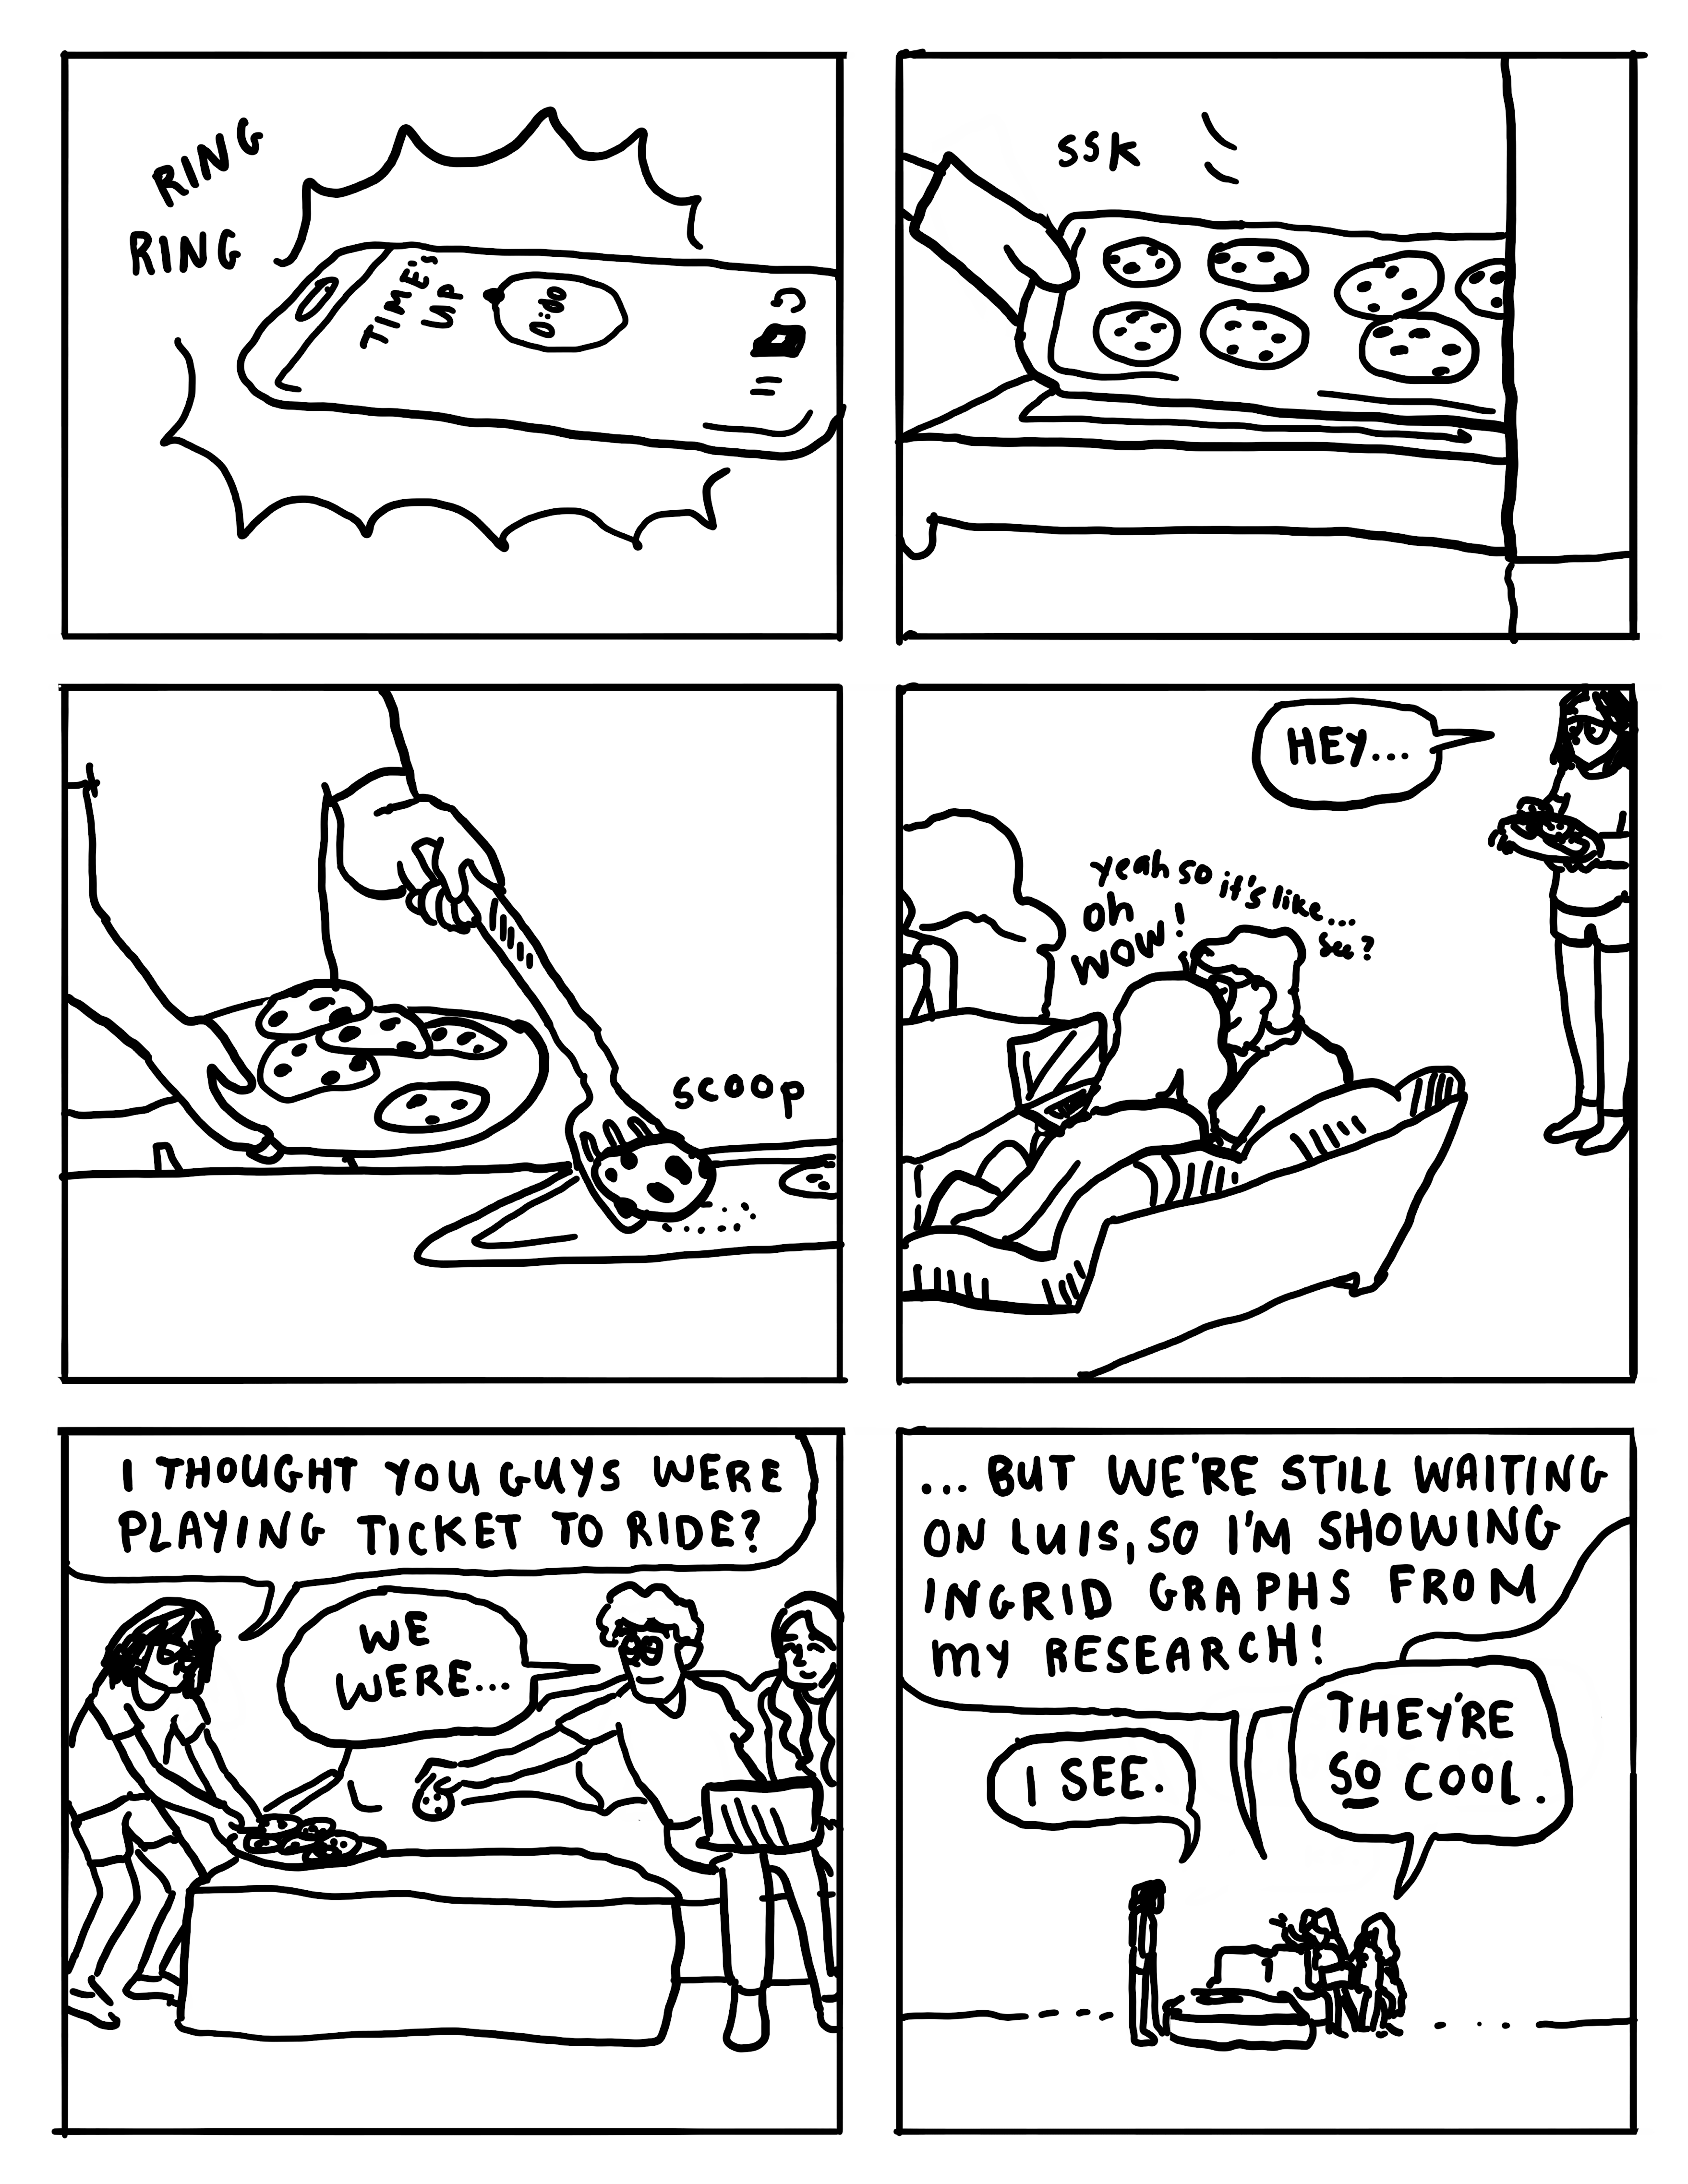 RING
RING
TIME'S
UP
0:00
SSK
SCOOP
HEY...
yeah so it's like...
see?
oh
wow!
I THOUGHT YOU GUYS WERE
PLAYING TICKET TO RIDE?
WE
WERE...
... BUT WE'RE STILL WAITING
ON LUIS, SO I'M SHOWING
INGRID GRAPHS FROM
MY RESEARCH!
I SEE.
THEY'RE
SO COOL.